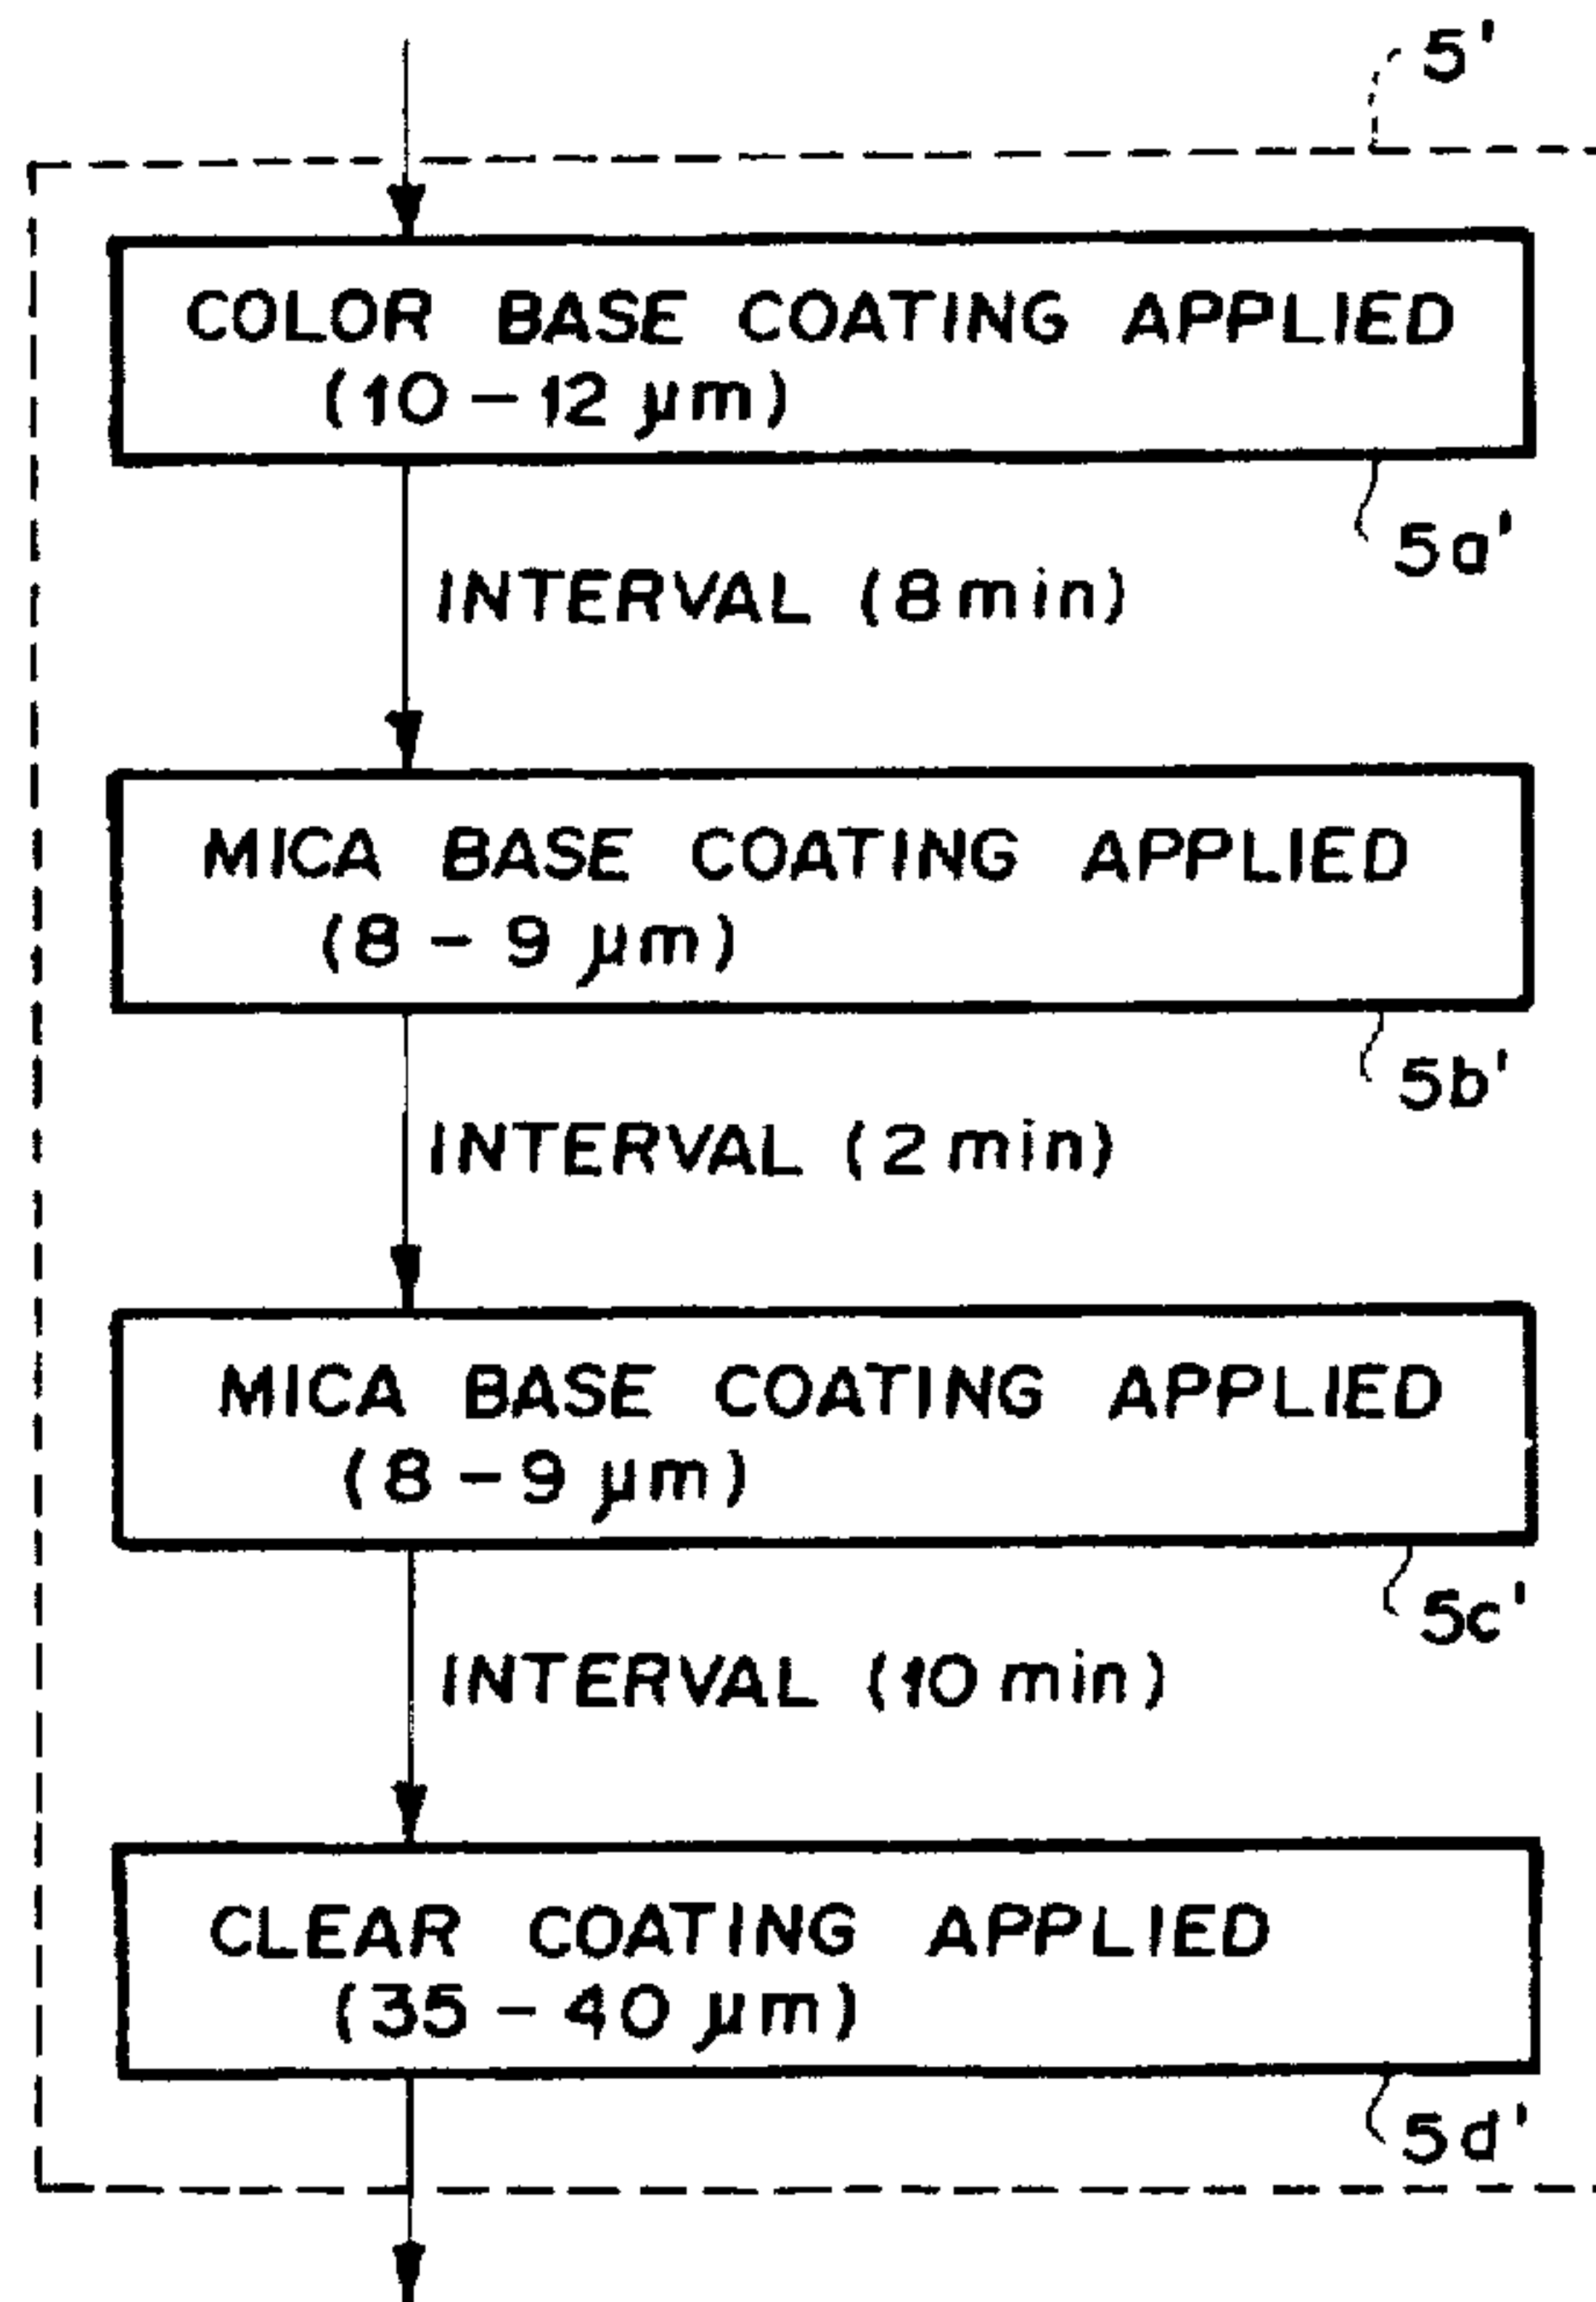 5'
COLOR BASE COATING APPLIED
(10 – 12 μm)
5a'
INTERVAL (8 min)
MICA BASE COATING APPLIED
(8 – 9 μm)
5b'
INTERVAL (2 min)
MICA BASE COATING APPLIED
(8 – 9 μm)
5c'
INTERVAL (10 min)
CLEAR COATING APPLIED
(35 – 40 μm)
5d'